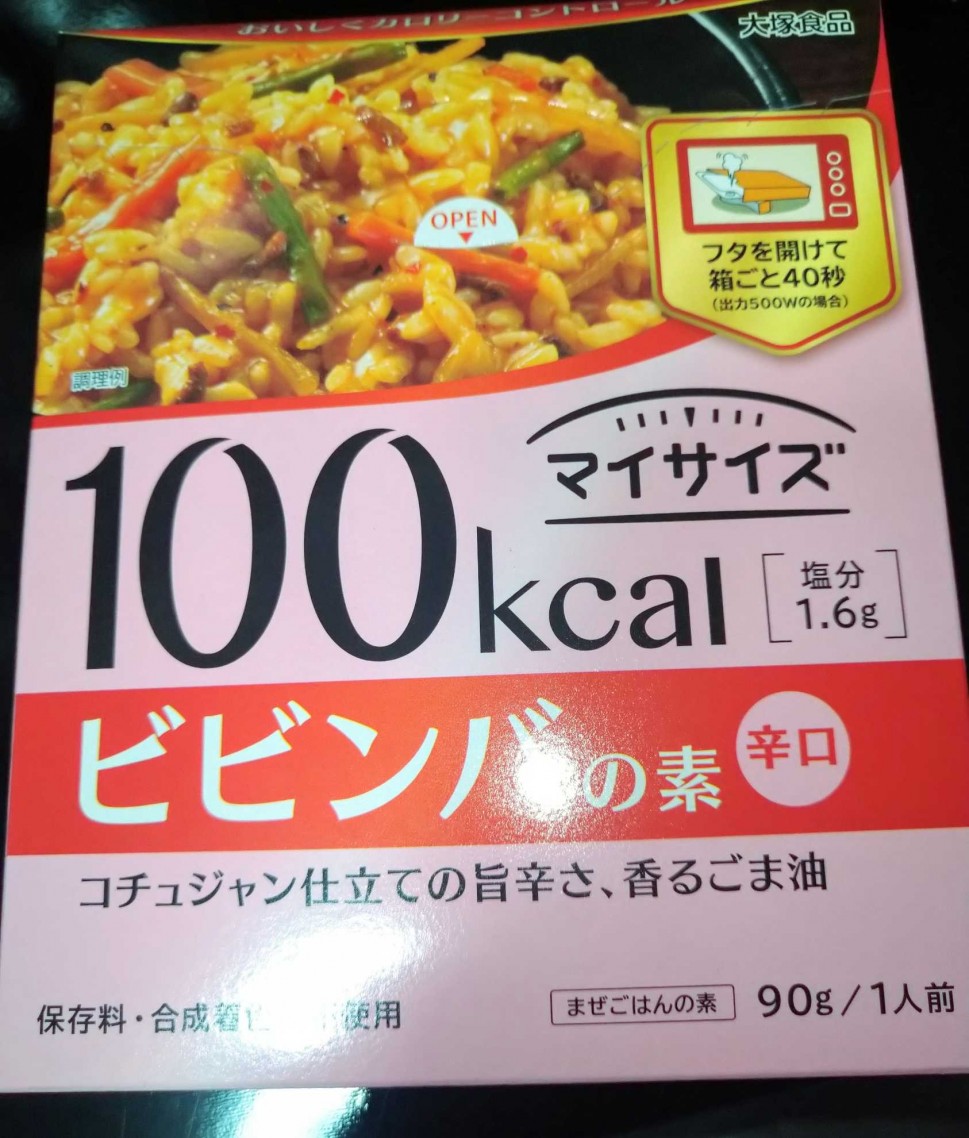 おいしくカロリーコントロール
大塚食品
OPEN
フタを開けて
箱ごと40秒
(出力500Wの場合)
調理例
マイサイズ
100kcal
塩分
1.6g
ビビンバの素
辛口
コチュジャン仕立ての旨辛さ、香るごま油
保存料・合成着 使用
まぜごはんの素
90g/1人前